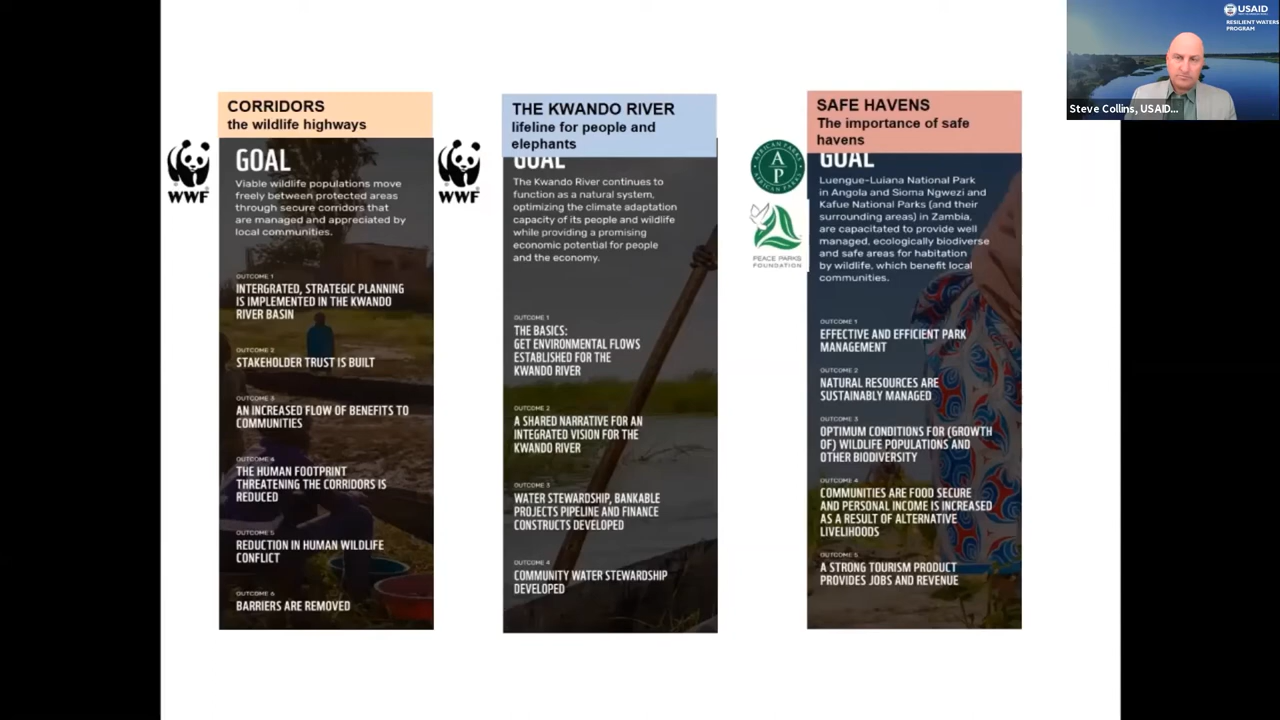 CORRIDORS
the wildlife highways
WWF
GOAL
Viable wildlife populations move
freely between protected areas
through secure corridors that
are managed and appreciated by
local communities.
OUTCOME 1
INTERGRATED, STRATEGIC PLANNING
IS IMPLEMENTED IN THE KWANDO
RIVER BASIN
OUTCOME 2
STAKEHOLDER TRUST IS BUILT
OUTCOME 3
AN INCREASED FLOW OF BENEFITS TO
COMMUNITIES
OUTCOME 4
THE HUMAN FOOTPRINT
THREATENING THE CORRIDORS IS
REDUCED
OUTCOME 5
REDUCTION IN HUMAN WILDLIFE
CONFLICT
OUTCOME 6
BARRIERS ARE REMOVED
WWF
THE KWANDO RIVER
lifeline for people and
elephants
GOAL
The Kwando River continues to
function as a natural system,
optimizing the climate adaptation
capacity of its people and wildlife
while providing a promising
economic potential for people
and the economy.
OUTCOME 1
THE BASICS:
GET ENVIRONMENTAL FLOWS
ESTABLISHED FOR THE
KWANDO RIVER
OUTCOME 2
A SHARED NARRATIVE FOR AN
INTEGRATED VISION FOR THE
KWANDO RIVER
OUTCOME 3
WATER STEWARDSHIP, BANKABLE
PROJECTS PIPELINE AND FINANCE
CONSTRUCTS DEVELOPED
OUTCOME 4
COMMUNITY WATER STEWARDSHIP
DEVELOPED
AFRICAN PARKS
A P
AFRICAN PARKS
PEACE PARKS
FOUNDATION
SAFE HAVENS
The importance of safe
havens
GOAL
Luengue-Luiana National Park
in Angola and Sioma Ngwezi and
Kafue National Parks (and their
surrounding areas) in Zambia,
are capacitated to provide well
managed, ecologically biodiverse
and safe areas for habitation
by wildlife, which benefit local
communities.
OUTCOME 1
EFFECTIVE AND EFFICIENT PARK
MANAGEMENT
OUTCOME 2
NATURAL RESOURCES ARE
SUSTAINABLY MANAGED
OUTCOME 3
OPTIMUM CONDITIONS FOR (GROWTH
OF) WILDLIFE POPULATIONS AND
OTHER BIODIVERSITY
OUTCOME 4
COMMUNITIES ARE FOOD SECURE
AND PERSONAL INCOME IS INCREASED
AS A RESULT OF ALTERNATIVE
LIVELIHOODS
OUTCOME 5
A STRONG TOURISM PRODUCT
PROVIDES JOBS AND REVENUE
USAID
RESILIENT WATERS
PROGRAM
Steve Collins, USAID...